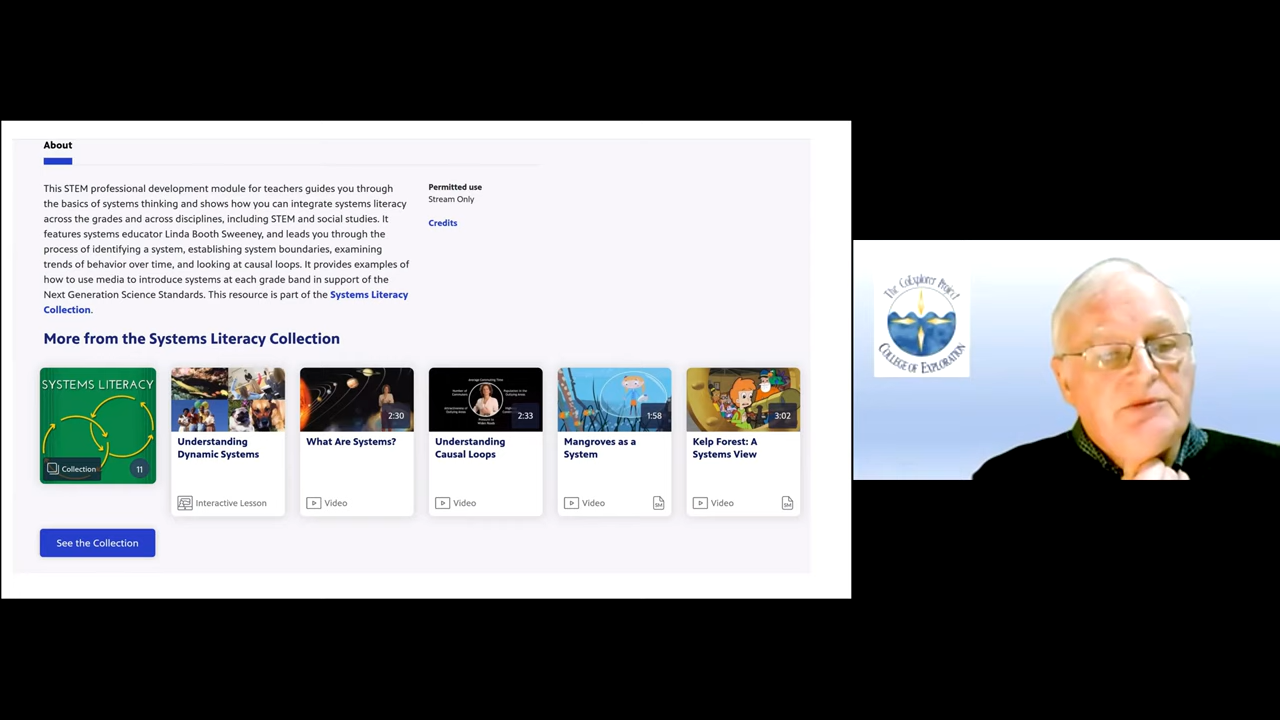 About
This STEM professional development module for teachers guides you through
the basics of systems thinking and shows how you can integrate systems literacy
across the grades and across disciplines, including STEM and social studies. It
features systems educator Linda Booth Sweeney, and leads you through the
process of identifying a system, establishing system boundaries, examining
trends of behavior over time, and looking at causal loops. It provides examples of
how to use media to introduce systems at each grade band in support of the
Next Generation Science Standards. This resource is part of the Systems Literacy
Collection.
Permitted use
Stream Only
Credits
More from the Systems Literacy Collection
SYSTEMS LITERACY
Collection
11
Understanding
Dynamic Systems
Interactive Lesson
2:30
What Are Systems?
Video
2:33
Understanding
Causal Loops
Video
1:58
Mangroves as a
System
Video
SM
3:02
Kelp Forest: A
Systems View
Video
SM
See the Collection
The CoExplorer Project
COLLEGE OF EXPLORATION